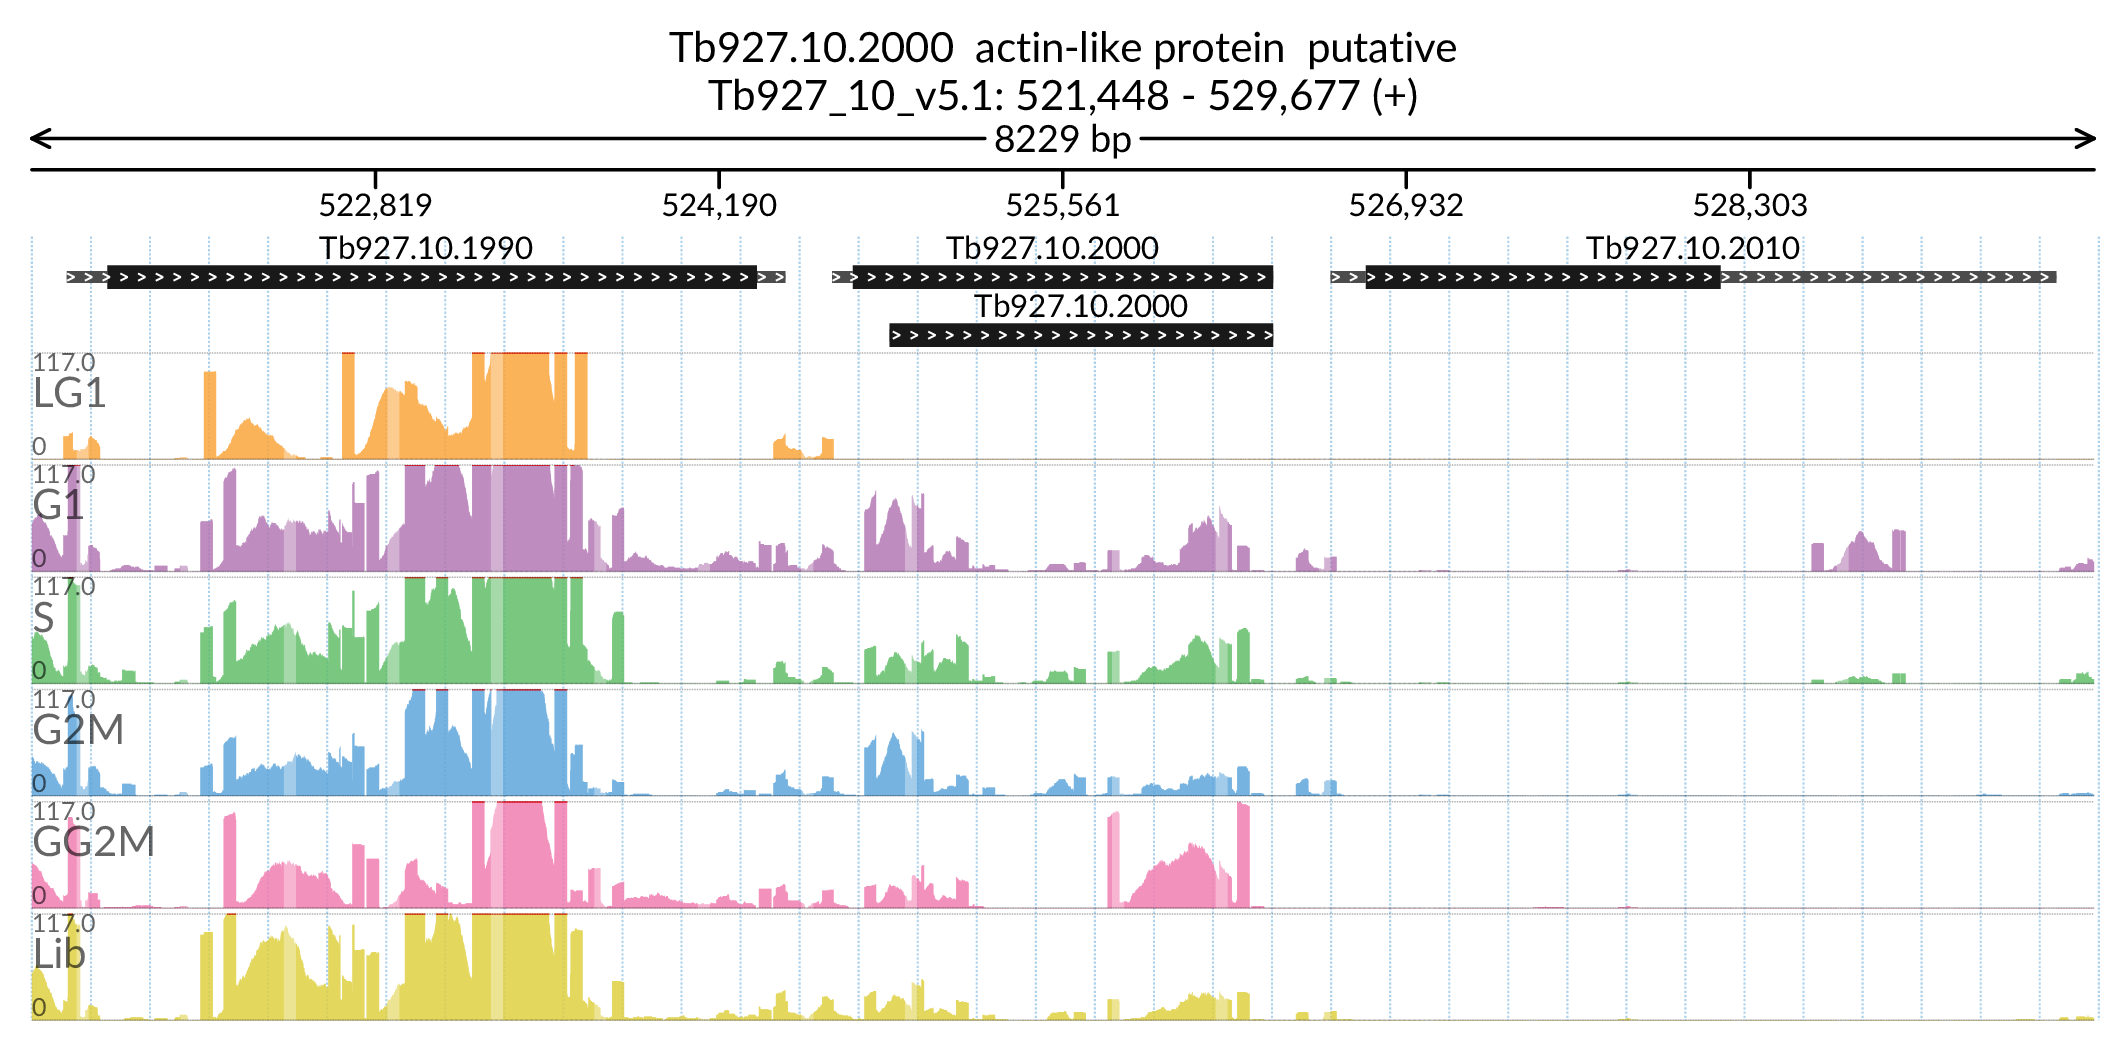 Tb927.10.2000  actin-like protein  putative
Tb927_10_v5.1: 521,448 - 529,677 (+)
8229 bp
522,819 524,190 525,561 526,932 528,303
Tb927.10.1990 Tb927.10.2000 Tb927.10.2010
Tb927.10.2000
117.0
LG1
0
117.0
G1
0
117.0
S
0
117.0
G2M
0
117.0
GG2M
0
117.0
Lib
0